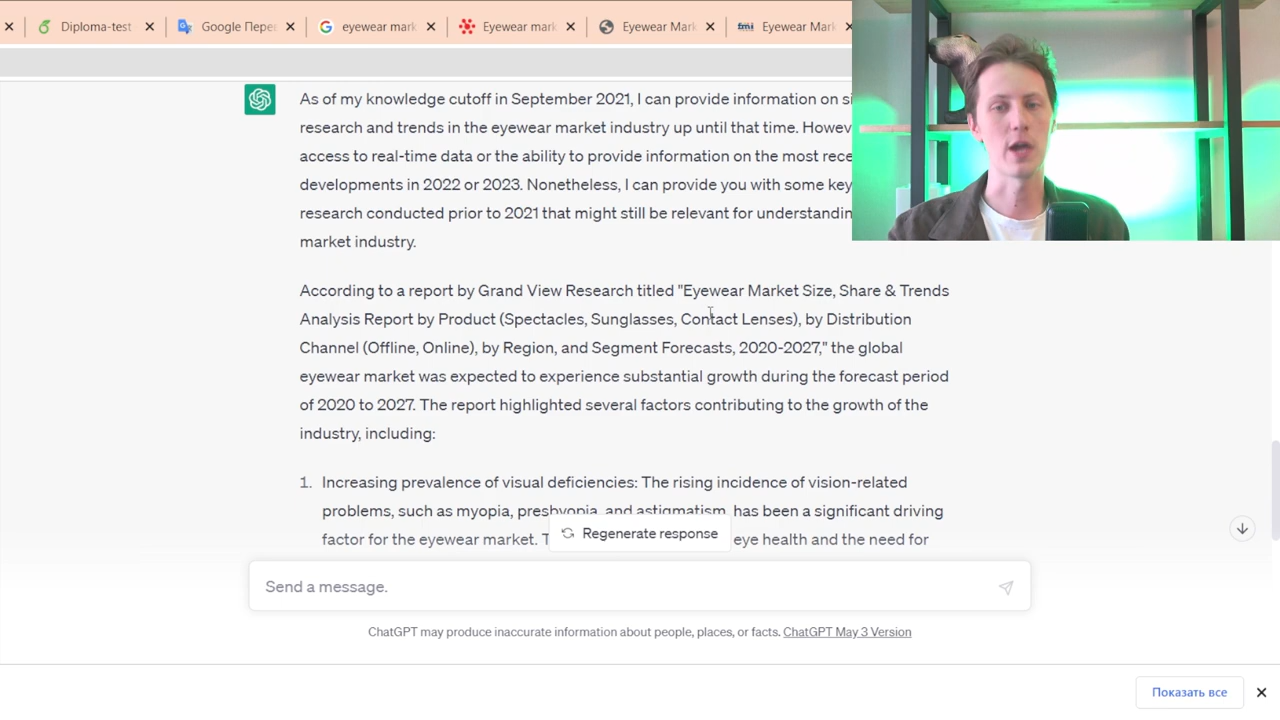 Diploma-test
Google Пере
eyewear mark
Eyewear mark
Eyewear Mark
fmi Eyewear Mark
As of my knowledge cutoff in September 2021, I can provide information on
research and trends in the eyewear market industry up until that time.
access to real-time data or the ability to provide information on the most
developments in 2022 or 2023. Nonetheless, I can provide you with some key
research conducted prior to 2021 that might still be relevant for
market industry.
According to a report by Grand View Research titled "Eyewear Market Size, Share & Trends
Analysis Report by Product (Spectacles, Sunglasses, Contact Lenses), by Distribution
Channel (Offline, Online), by Region, and Segment Forecasts, 2020-2027," the global
eyewear market was expected to experience substantial growth during the forecast period
of 2020 to 2027. The report highlighted several factors contributing to the growth of the
industry, including:
1. Increasing prevalence of visual deficiencies: The rising incidence of vision-related
problems, such as myopia, presbyopia, and astigmatism, has been a significant driving
factor for the eyewear market. T eye health and the need for
Regenerate response
Send a message.
ChatGPT may produce inaccurate information about people, places, or facts. ChatGPT May 3 Version
Показать все